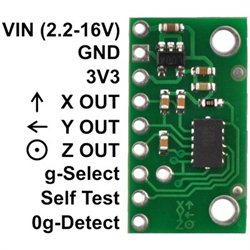 VIN (2.2-16V)
GND
3V3
↑ X OUT
← Y OUT
⊙ Z OUT
g-Select
Self Test
0g-Detect
X
Y
Z